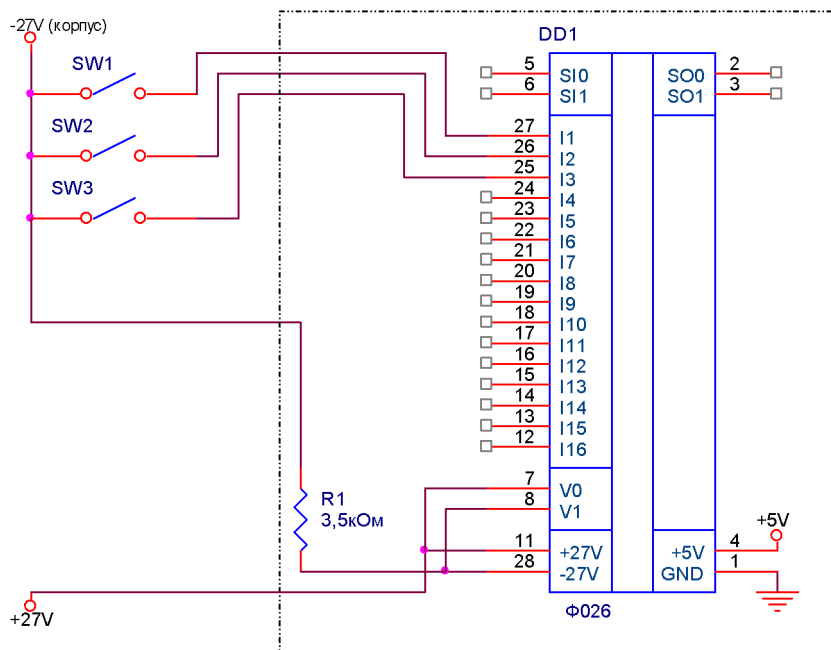 -27V (корпус)
SW1
SW2
SW3
R1
3,5кОм
+27V
DD1
5 SI0
6 SI1
SO0 2
SO1 3
27 I1
26 I2
25 I3
24 I4
23 I5
22 I6
21 I7
20 I8
19 I9
18 I10
17 I11
16 I12
15 I13
14 I14
13 I15
12 I16
7 V0
8 V1
11 +27V
28 -27V
+5V
+5V 4
GND 1
Ф026